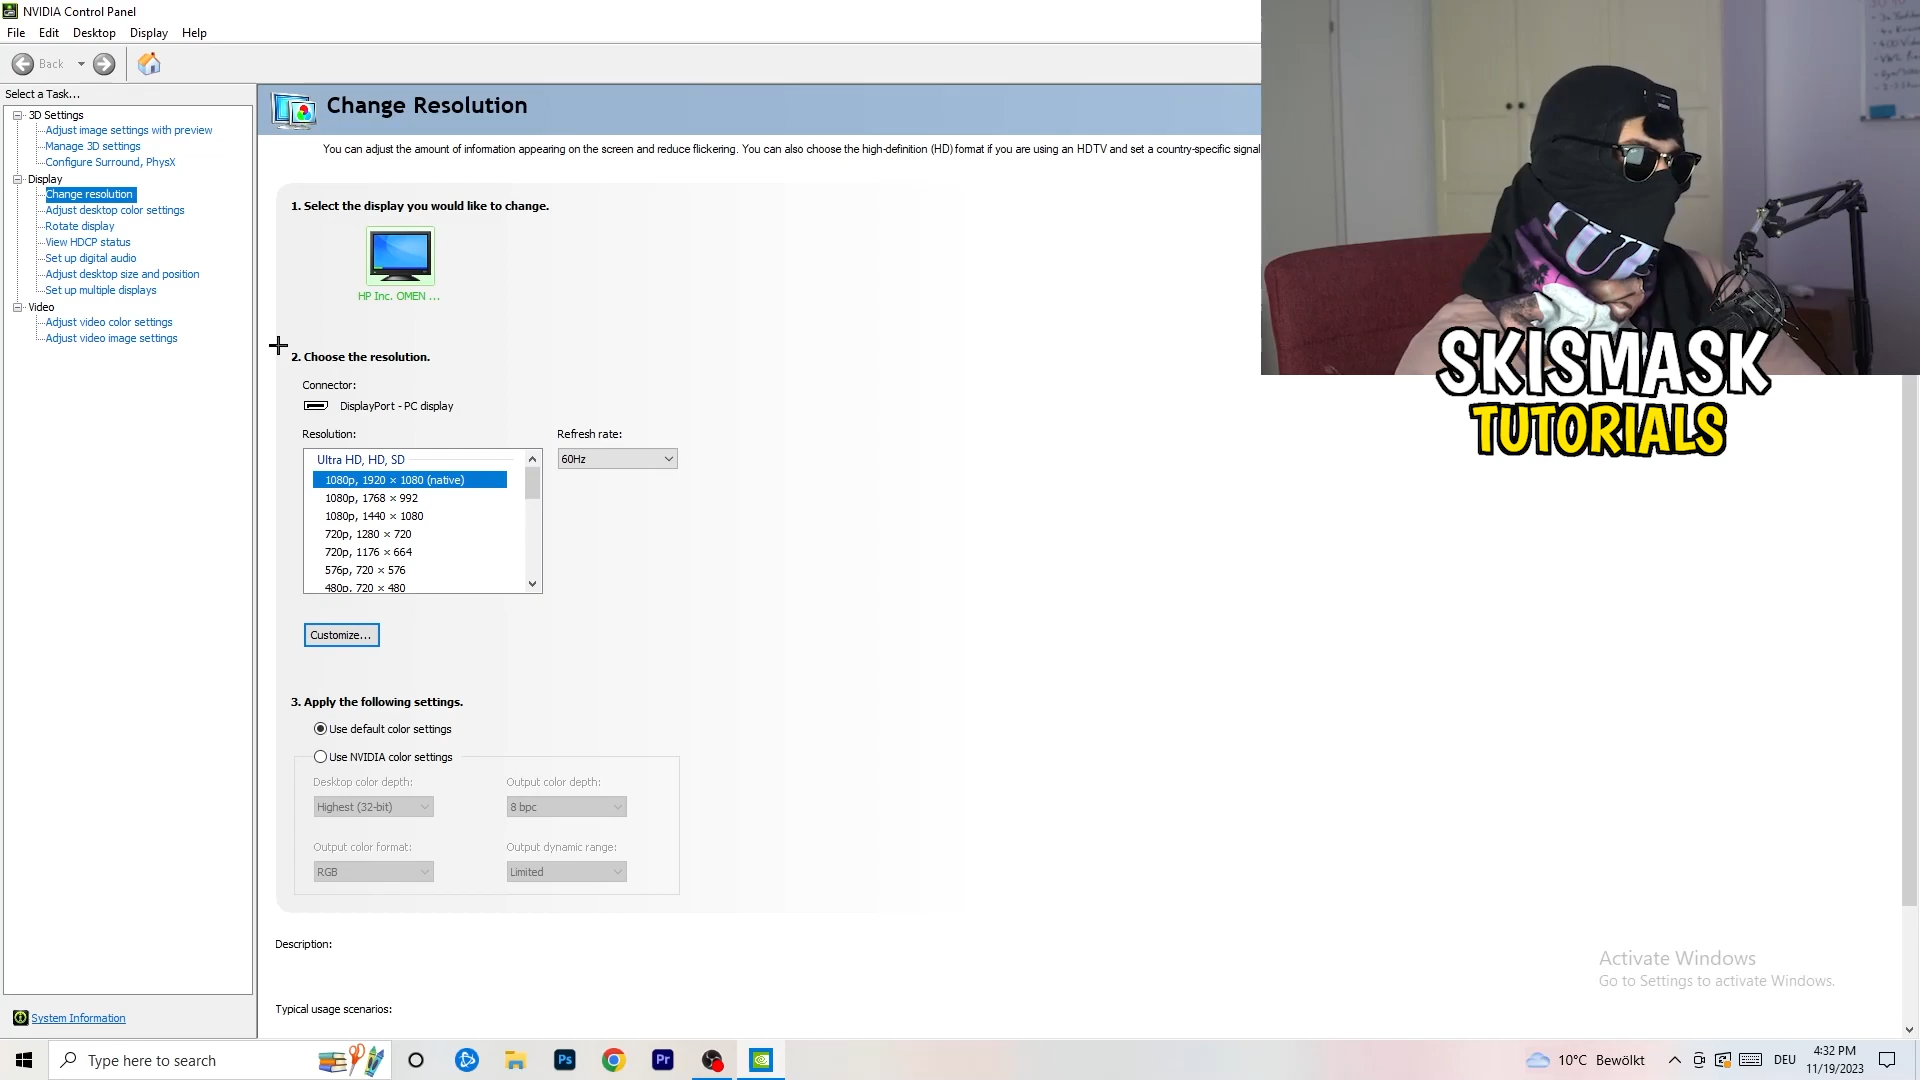 NVIDIA Control Panel
File Edit Desktop Display Help
Back
Select a Task...
3D Settings
Adjust image settings with preview
Manage 3D settings
Configure Surround, PhysX
Display
Change resolution
Adjust desktop color settings
Rotate display
View HDCP status
Set up digital audio
Adjust desktop size and position
Set up multiple displays
Video
Adjust video color settings
Adjust video image settings
System Information
Change Resolution
You can adjust the amount of information appearing on the screen and reduce flickering. You can also choose the high-definition (HD) format if you are using an HDTV and set a country-specific signal
1. Select the display you would like to change.
HP Inc. OMEN ...
2. Choose the resolution.
Connector:
DisplayPort - PC display
Resolution:
Refresh rate:
Ultra HD, HD, SD
60Hz
1080p, 1920 × 1080 (native)
1080p, 1768 × 992
1080p, 1440 × 1080
720p, 1280 × 720
720p, 1176 × 664
576p, 720 × 576
480p, 720 × 480
Customize...
3. Apply the following settings.
Use default color settings
Use NVIDIA color settings
Desktop color depth:
Output color depth:
Highest (32-bit)
8 bpc
Output color format:
Output dynamic range:
RGB
Limited
Description:
Typical usage scenarios:
SKISMASK
TUTORIALS
Activate Windows
Go to Settings to activate Windows.
Type here to search
Ps
Pr
10°C Bewölkt
DEU
4:32 PM
11/19/2023